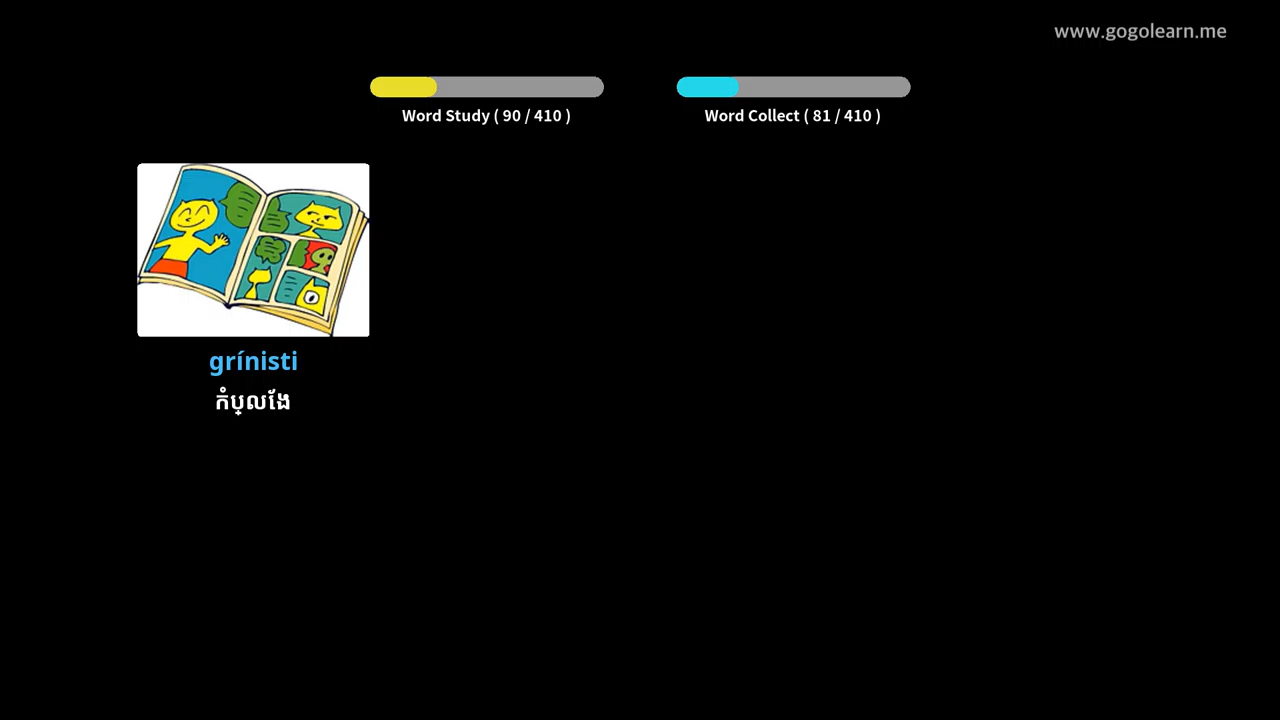 www.gogolearn.me
Word Study ( 90 / 410 )
Word Collect ( 81 / 410 )
grínisti
កំប្លែង